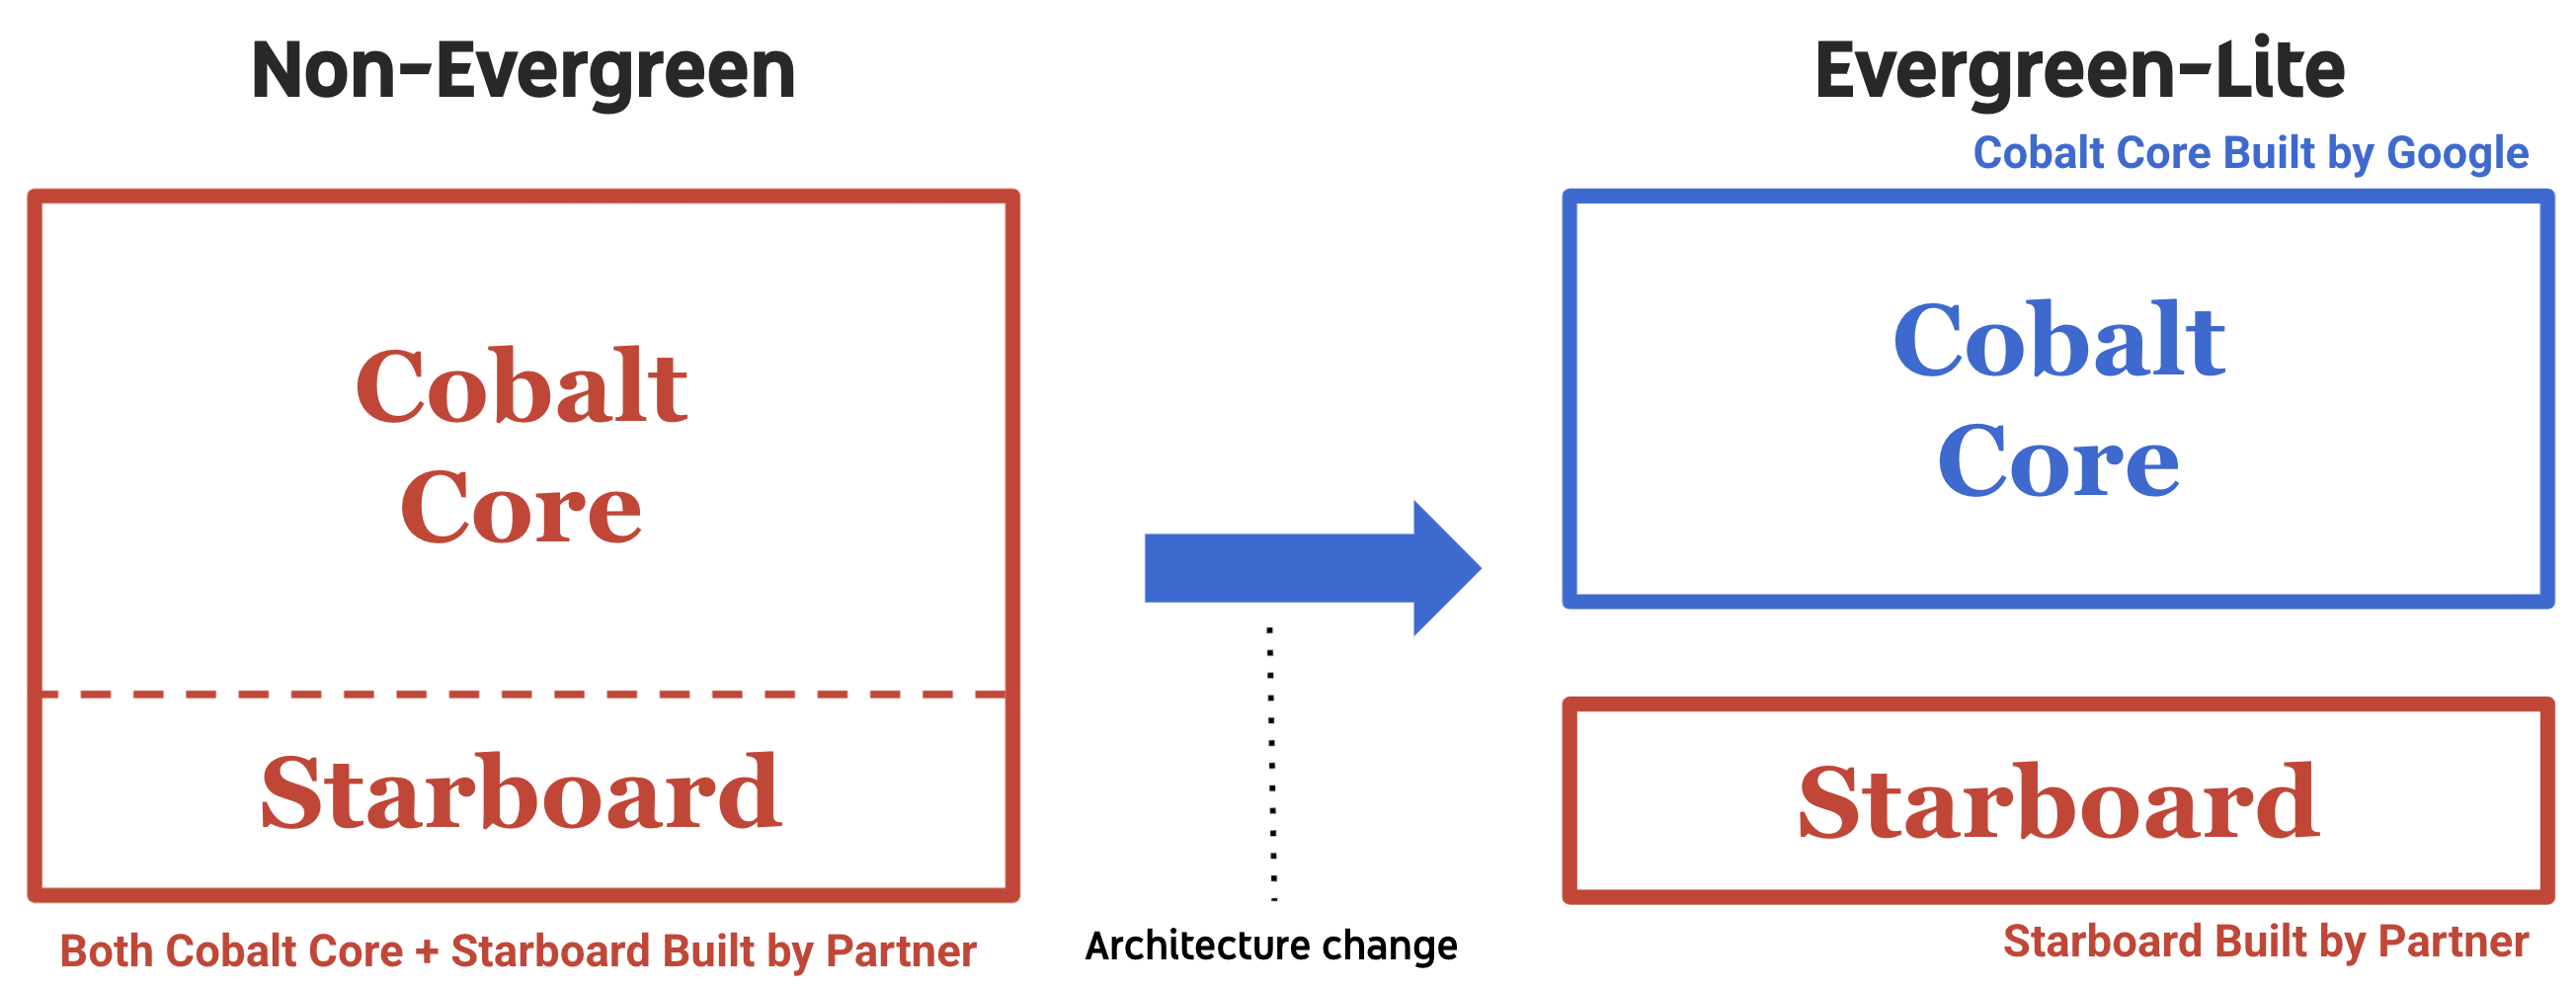 Non-Evergreen
Cobalt
Core
Starboard
Both Cobalt Core + Starboard Built by Partner
Architecture change
Evergreen-Lite
Cobalt Core Built by Google
Cobalt
Core
Starboard
Starboard Built by Partner